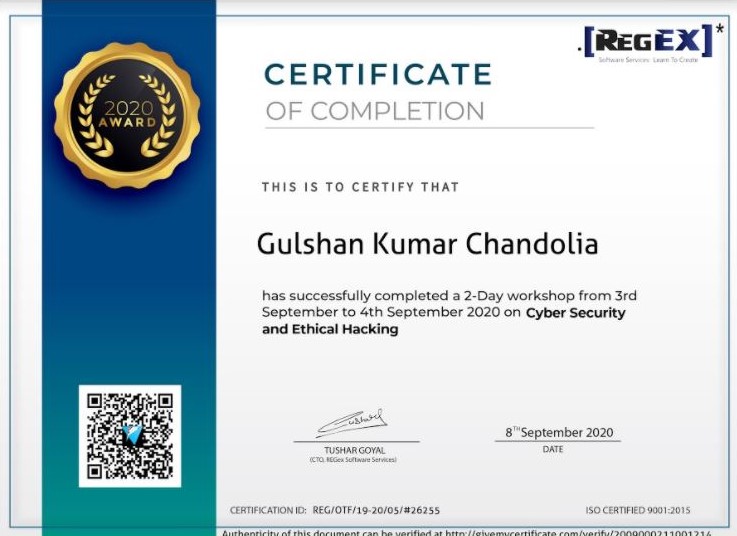 .[REGEX]*
Software Services Learn To Create
2020
AWARD
CERTIFICATE
OF COMPLETION
THIS IS TO CERTIFY THAT
Gulshan Kumar Chandolia
has successfully completed a 2-Day workshop from 3rd
September to 4th September 2020 on Cyber Security
and Ethical Hacking
8TH September 2020
TUSHAR GOYAL
DATE
(CTO, REGex Software Services)
CERTIFICATION ID: REG/OTF/19-20/05/#26255
ISO CERTIFIED 9001:2015
Authenticity of this document can be verified at http://givemycertificate.com/verify/2009000211001214